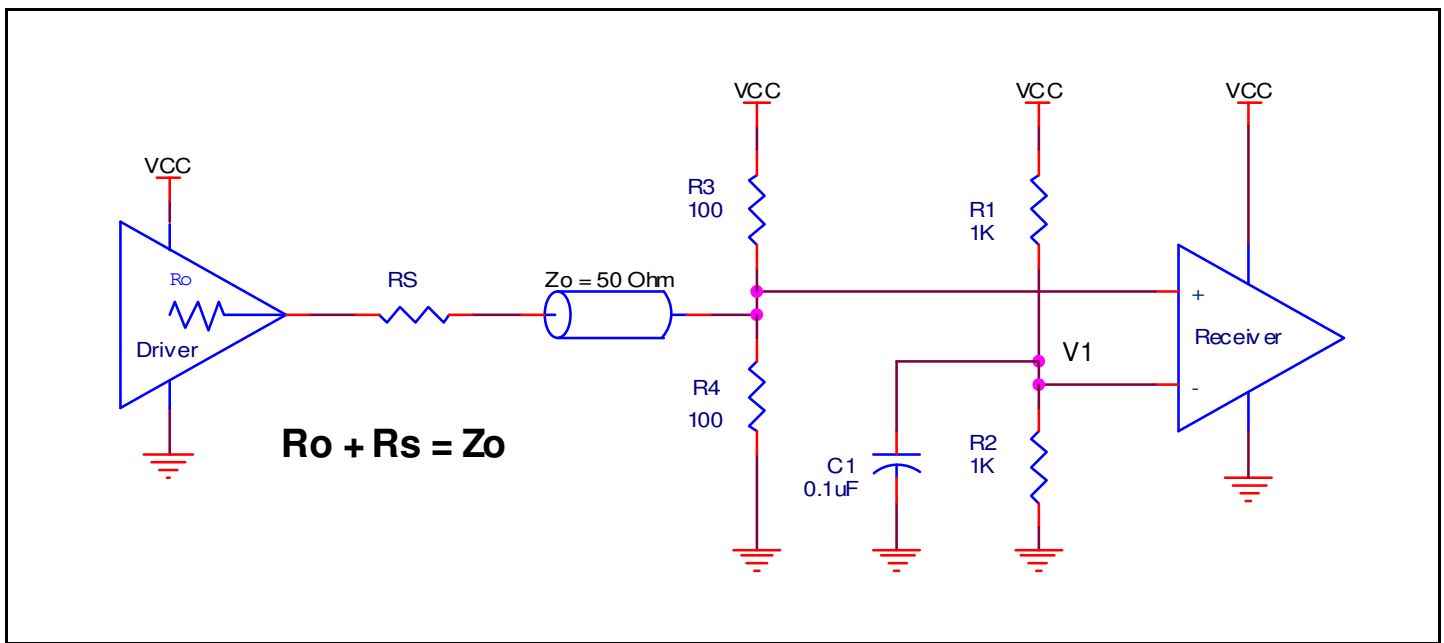 VCC
VCC
VCC
VCC
R3
100
R1
1K
Ro
RS
Zo = 50 Ohm
+
Driver
Receiver
V1
-
R4
100
Ro + Rs = Zo
C1
0.1uF
R2
1K